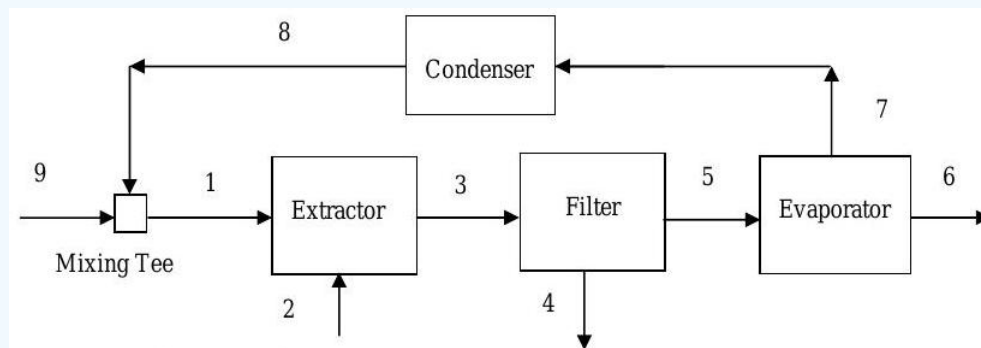 8
Condenser
7
9
1
Extractor
3
Filter
5
Evaporator
6
Mixing Tee
2
4